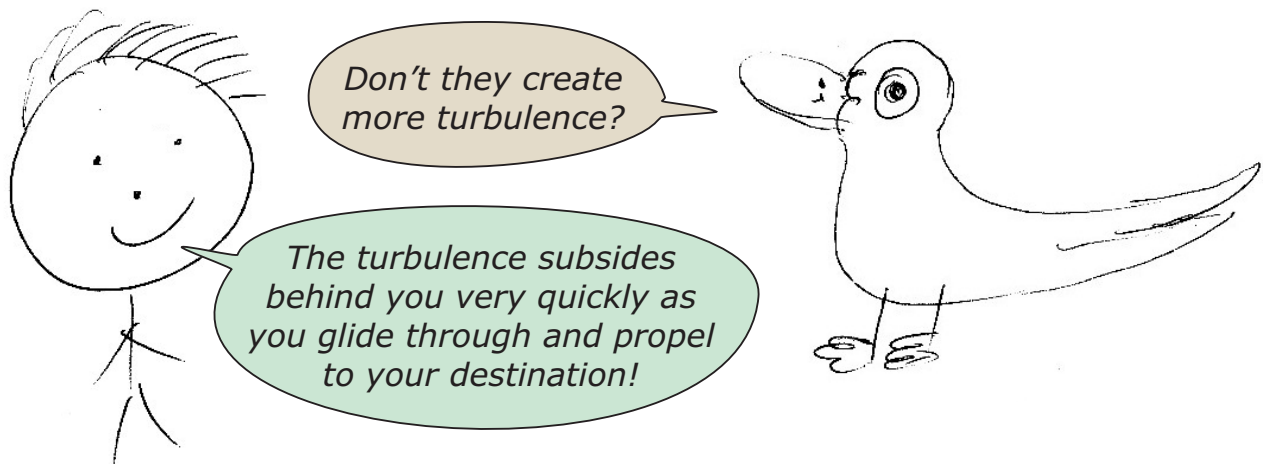 Don’t they create
more turbulence?
The turbulence subsides
behind you very quickly as
you glide through and propel
to your destination!